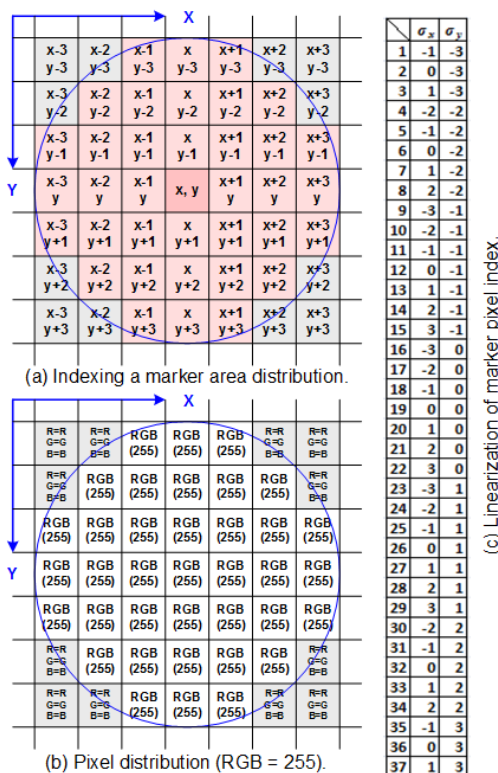 X
x-3 x-2 x-1 x x+1 x+2 x+3
y-3 y-3 y-3 y-3 y-3 y-3 y-3
x-3 x-2 x-1 x x+1 x+2 x+3
y-2 y-2 y-2 y-2 y-2 y-2 y-2
x-3 x-2 x-1 x x+1 x+2 x+3
y-1 y-1 y-1 y-1 y-1 y-1 y-1
Y
x-3 x-2 x-1 x, y x+1 x+2 x+3
y y y y y y
x-3 x-2 x-1 x x+1 x+2 x+3
y+1 y+1 y+1 y+1 y+1 y+1 y+1
x-3 x-2 x-1 x x+1 x+2 x+3
y+2 y+2 y+2 y+2 y+2 y+2 y+2
x-3 x-2 x-1 x x+1 x+2 x+3
y+3 y+3 y+3 y+3 y+3 y+3 y+3
(a) Indexing a marker area distribution.
X
R=R R=R RGB RGB RGB R=R R=R
G=G G=G (255) (255) (255) G=G G=G
B=B B=B B=B B=B
R=R RGB RGB RGB RGB RGB R=R
G=G (255) (255) (255) (255) (255) G=G
B=B B=B
RGB RGB RGB RGB RGB RGB RGB
(255) (255) (255) (255) (255) (255) (255)
Y
RGB RGB RGB RGB RGB RGB RGB
(255) (255) (255) (255) (255) (255) (255)
RGB RGB RGB RGB RGB RGB RGB
(255) (255) (255) (255) (255) (255) (255)
R=R RGB RGB RGB RGB RGB R=R
G=G (255) (255) (255) (255) (255) G=G
B=B B=B
R=R R=R RGB RGB RGB R=R R=R
G=G G=G (255) (255) (255) G=G G=G
B=B B=B B=B B=B
(b) Pixel distribution (RGB = 255).
σx σy
1 -1 -3
2 0 -3
3 1 -3
4 -2 -2
5 -1 -2
6 0 -2
7 1 -2
8 2 -2
9 -3 -1
10 -2 -1
11 -1 -1
12 0 -1
13 1 -1
14 2 -1
15 3 -1
16 -3 0
17 -2 0
18 -1 0
19 0 0
20 1 0
21 2 0
22 3 0
23 -3 1
24 -2 1
25 -1 1
26 0 1
27 1 1
28 2 1
29 3 1
30 -2 2
31 -1 2
32 0 2
33 1 2
34 2 2
35 -1 3
36 0 3
37 1 3
(c) Linearization of marker pixel index.